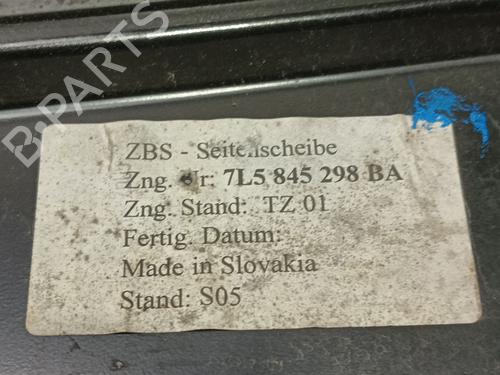 B-PARTS
ZBS - Seitenscheibe
Zng. Nr: 7L5 845 298 BA
Zng. Stand: TZ 01
Fertig. Datum:
Made in Slovakia
Stand: S05